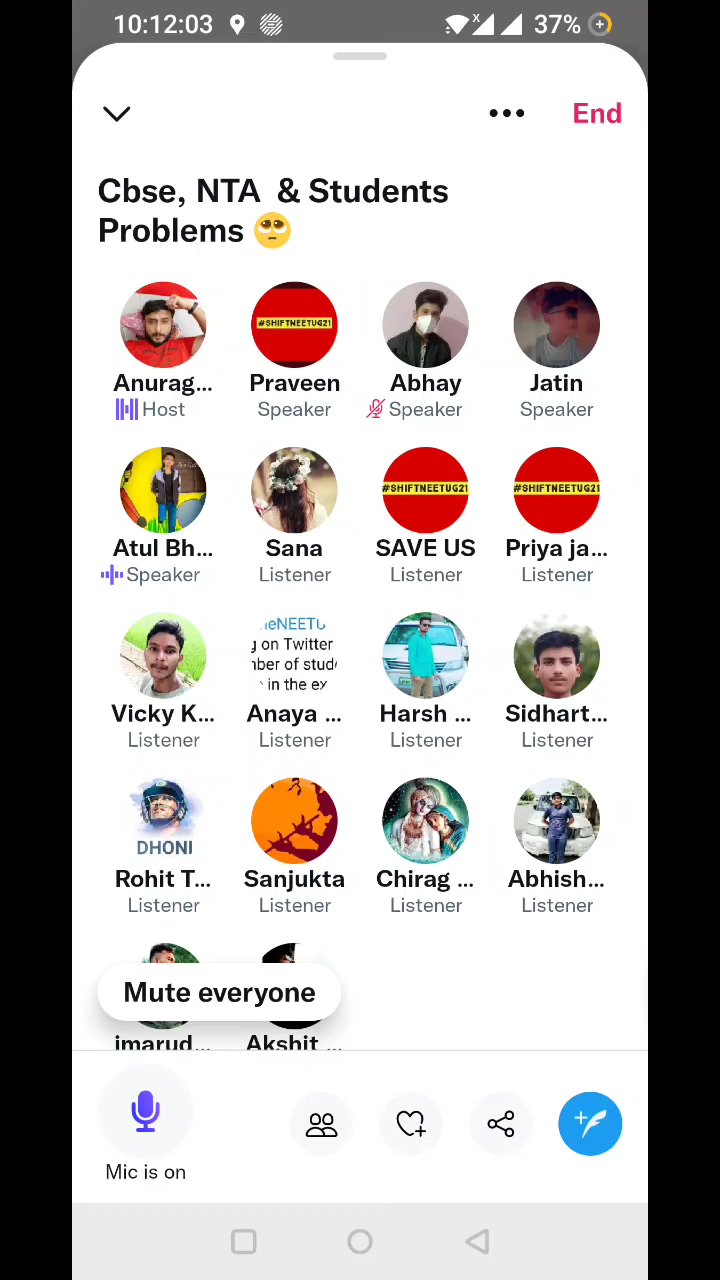 10:12:03 37%
End
Cbse, NTA & Students
Problems 🥺
#SHIFTNEETUG21
Anurag... Praveen Abhay Jatin
Host Speaker Speaker Speaker
#SHIFTNEETUG21 #SHIFTNEETUG21
Atul Bh... Sana SAVE US Priya ja...
Speaker Listener Listener Listener
on Twitter
in the ex
Vicky K... Anaya ... Harsh ... Sidhart...
Listener Listener Listener Listener
DHONI
Rohit T... Sanjukta Chirag ... Abhish...
Listener Listener Listener Listener
Mute everyone
imarud... Akshit ...
Mic is on